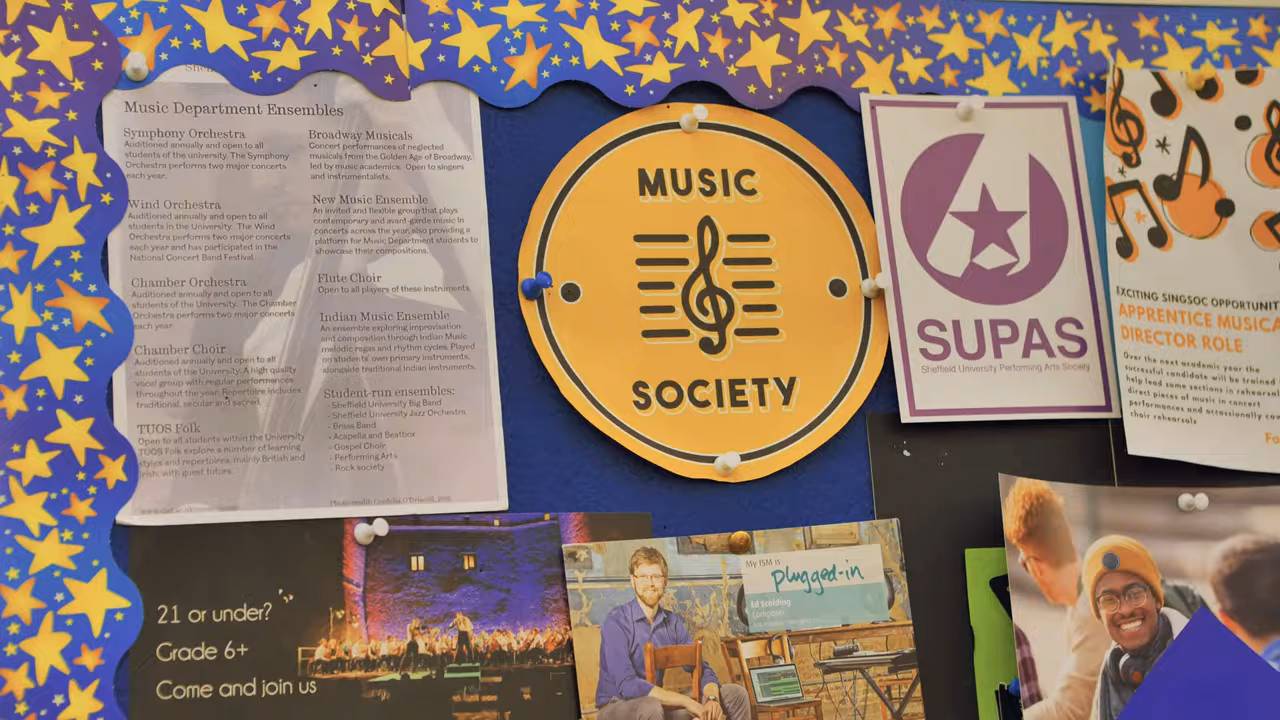 Music Department Ensembles
Symphony Orchestra
Auditioned annually and open to all
students of the university. The Symphony
Orchestra performs two major concerts
each year.
Wind Orchestra
Auditioned annually and open to all
students in the University. The Wind
Orchestra performs two major concerts
each year and has participated in the
National Concert Band Festival.
Chamber Orchestra
Auditioned annually and open to all
students of the University. The Chamber
Orchestra performs two major concerts
each year
Chamber Choir
Auditioned annually and open to all
students of the University. A high quality
vocal group with regular performances
throughout the year. Repertoire includes
traditional, secular and sacred.
TUOS Folk
Open to all students within the University
TUOS Folk explore a number of learning
styles and repertoires, mainly British and
Irish, with guest tutors.
Broadway Musicals
Concert performances of neglected
musicals from the Golden Age of Broadway,
led by music academics. Open to singers
and instrumentalists.
New Music Ensemble
An invited and flexible group that plays
contemporary and avant-garde music in
concerts across the year, also providing a
platform for Music Department students to
showcase their compositions.
Flute Choir
Open to all players of these instruments.
Indian Music Ensemble
An ensemble exploring improvisation
and composition through Indian Music
melodic ragas and rhythm cycles. Played
on students' own primary instruments,
alongside traditional Indian instruments.
Student-run ensembles:
- Sheffield University Big Band
- Sheffield University Jazz Orchestra
- Brass Band
- Acapella and Beatbox
- Gospel Choir
- Performing Arts
- Rock society
MUSIC
SOCIETY
SUPAS
Sheffield University Performing Arts Society
EXCITING SINGSOC OPPORTUNIT
APPRENTICE MUSICA
DIRECTOR ROLE
Over the next academic year the
successful candidate will be trained
help lead some sections in rehearsal
direct pieces of music in concert
performances and occassionally co
choir rehearsals
Fo
21 or under?
Grade 6+
Come and join us
My ISM is
plugged-in
Ed Scolding
Composer